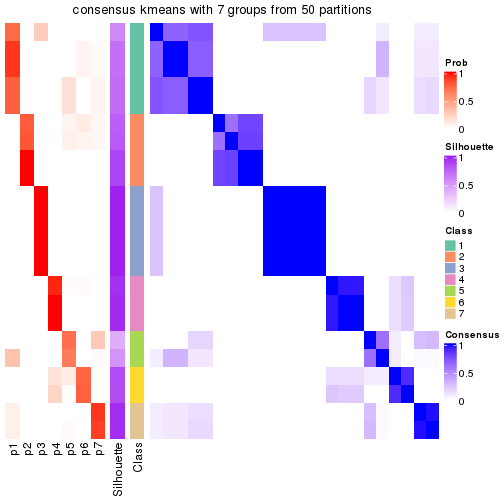 consensus kmeans with 7 groups from 50 partitions
Prob
1
0.5
0
Silhouette
1
0.5
0
Class
1
2
3
4
5
6
7
Consensus
1
0.5
0
p1
p2
p3
p4
p5
p6
p7
Silhouette
Class